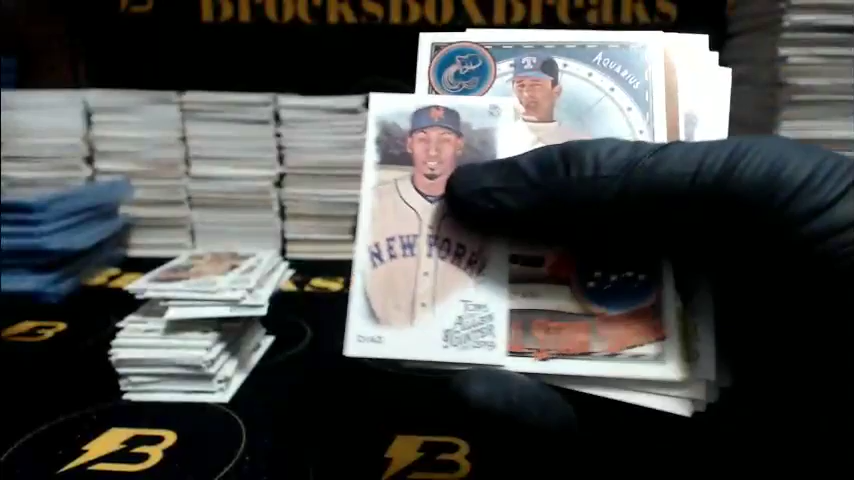 BrocksBoxBreaks
AQUARIUS
T
NEW YORK
DIAZ
TOPPS
ALLEN
& GINTER
B
B
B